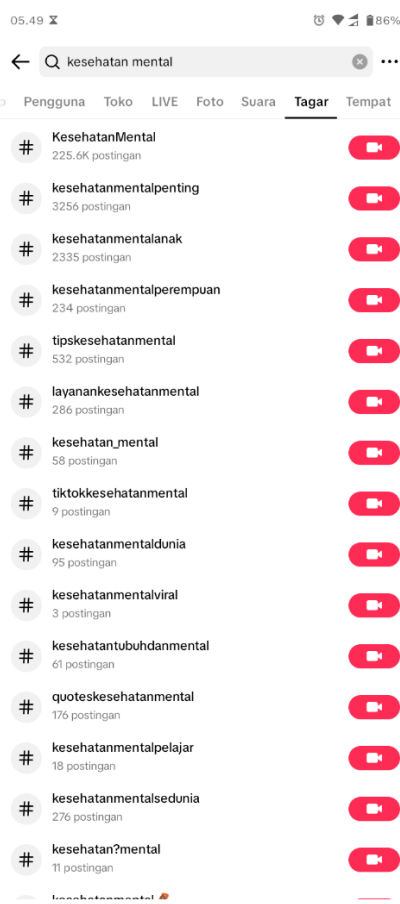 05.49
86%
kesehatan mental
Pengguna Toko LIVE Foto Suara Tagar Tempat
# KesehatanMental
225.6K postingan
# kesehatanmentalpenting
3256 postingan
# kesehatanmentalanak
2335 postingan
# kesehatanmentalperempuan
234 postingan
# tipskesehatanmental
532 postingan
# layanankesehatanmental
286 postingan
# kesehatan_mental
58 postingan
# tiktokkesehatanmental
9 postingan
# kesehatanmentaldunia
95 postingan
# kesehatanmentalviral
3 postingan
# kesehatantubuhdanmental
61 postingan
# quoteskesehatanmental
176 postingan
# kesehatanmentalpelajar
18 postingan
# kesehatanmentalsedunia
276 postingan
# kesehatan?mental
11 postingan